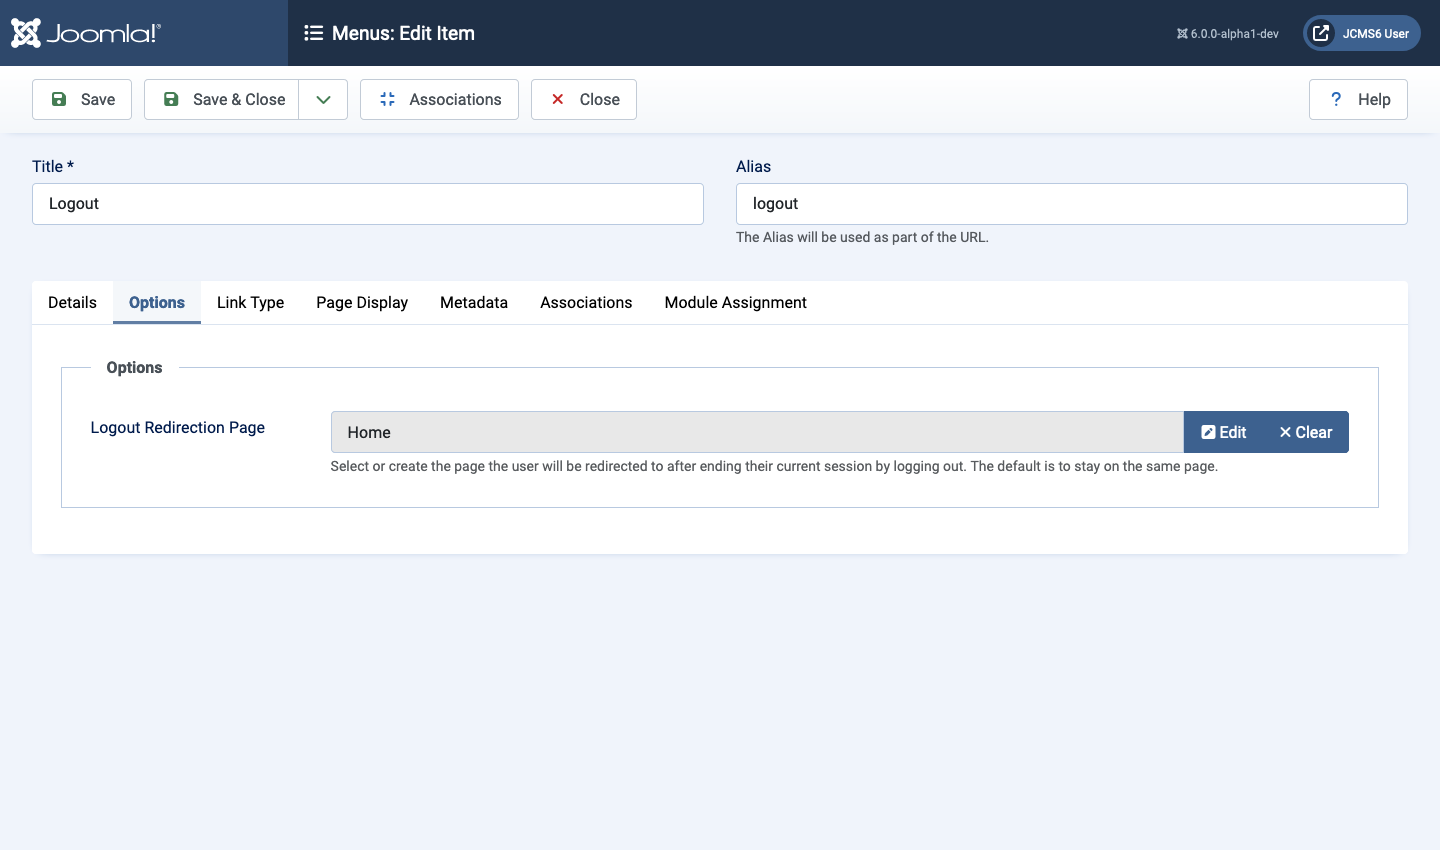 Joomla!® Menus: Edit Item 6.0.0-alpha1-dev JCMS6 User
Save Save & Close Associations Close ? Help
Title * Alias
Logout logout
The Alias will be used as part of the URL.
Details Options Link Type Page Display Metadata Associations Module Assignment
Options
Logout Redirection Page Home Edit Clear
Select or create the page the user will be redirected to after ending their current session by logging out. The default is to stay on the same page.